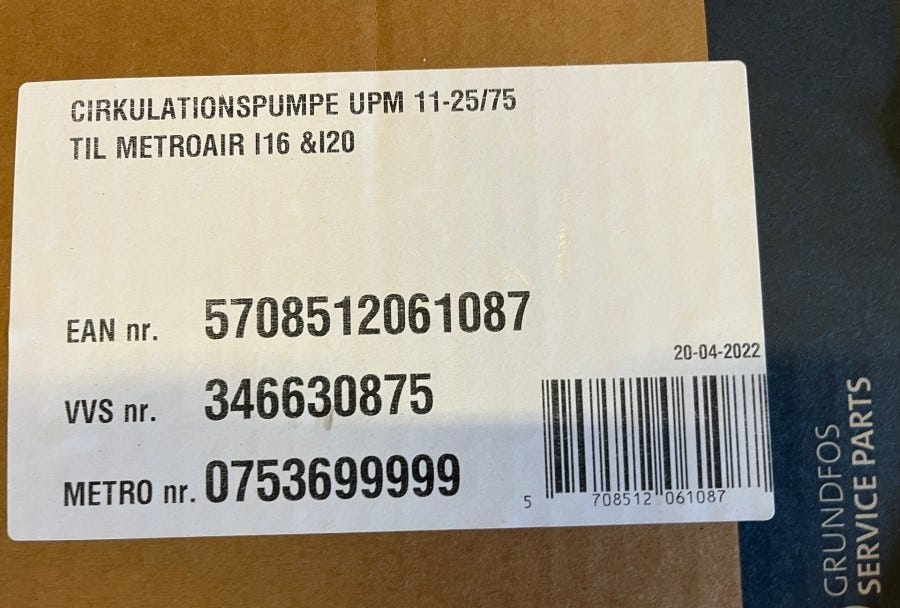 CIRKULATIONSPUMPE UPM 11-25/75
TIL METROAIR I16 &I20
EAN nr. 5708512061087
20-04-2022
VVS nr. 346630875
METRO nr. 0753699999
5 708512 061087
GRUNDFOS
SERVICE PARTS